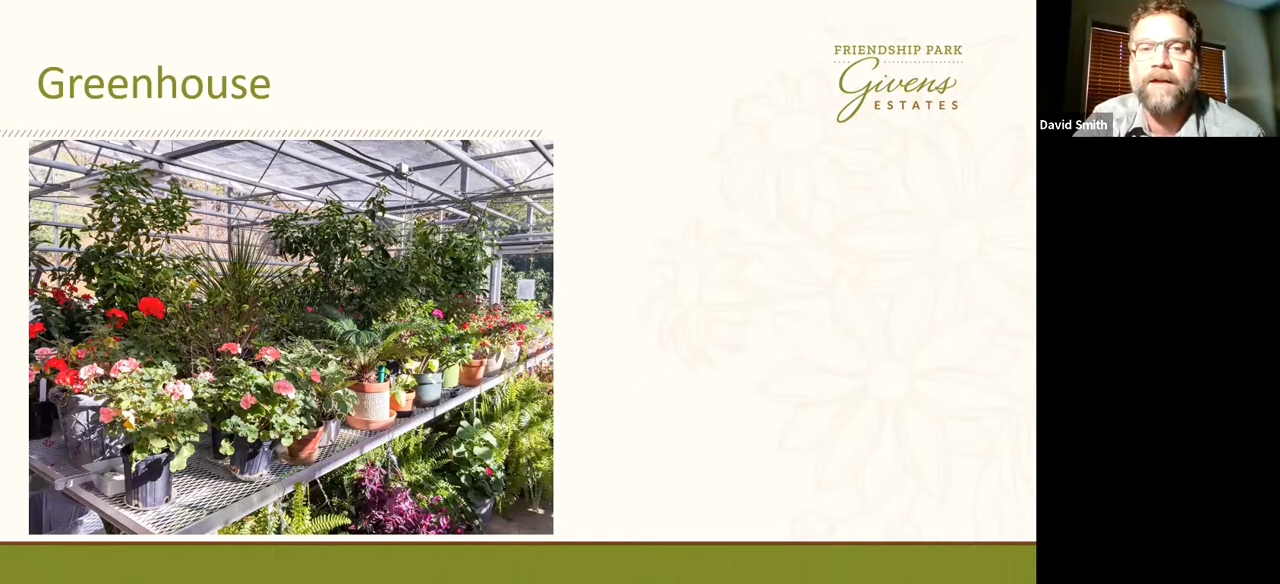 Greenhouse
FRIENDSHIP PARK
Givens
ESTATES
David Smith